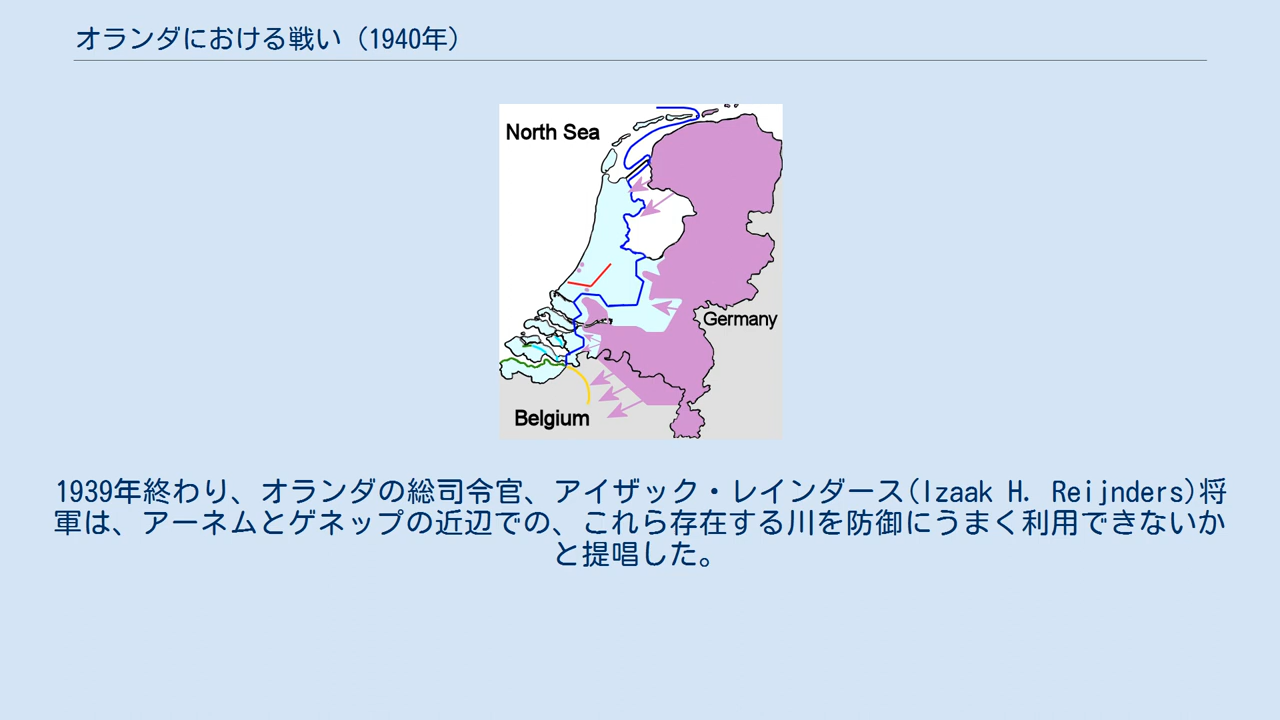 オランダにおける戦い（1940年）
North Sea
Germany
Belgium
1939年終わり、オランダの総司令官、アイザック・レインダース(Izaak H. Reijnders)将
軍は、アーネムとゲネップの近辺での、これら存在する川を防御にうまく利用できないか
と提唱した。